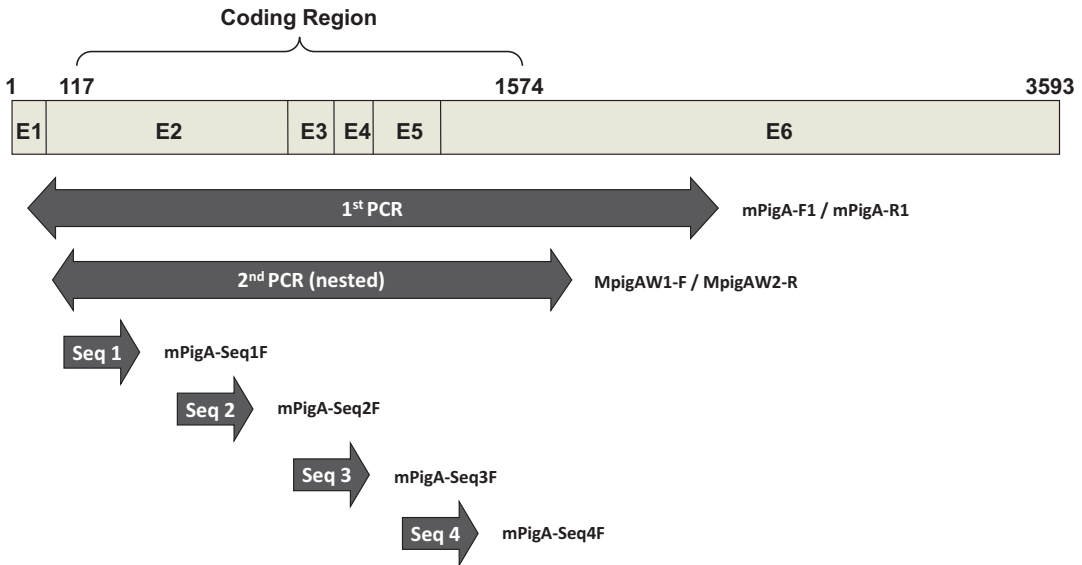 Coding Region
1 117 1574 3593
E1 E2 E3 E4 E5 E6
1st PCR mPigA-F1 / mPigA-R1
2nd PCR (nested) MpigAW1-F / MpigAW2-R
Seq 1 mPigA-Seq1F
Seq 2 mPigA-Seq2F
Seq 3 mPigA-Seq3F
Seq 4 mPigA-Seq4F